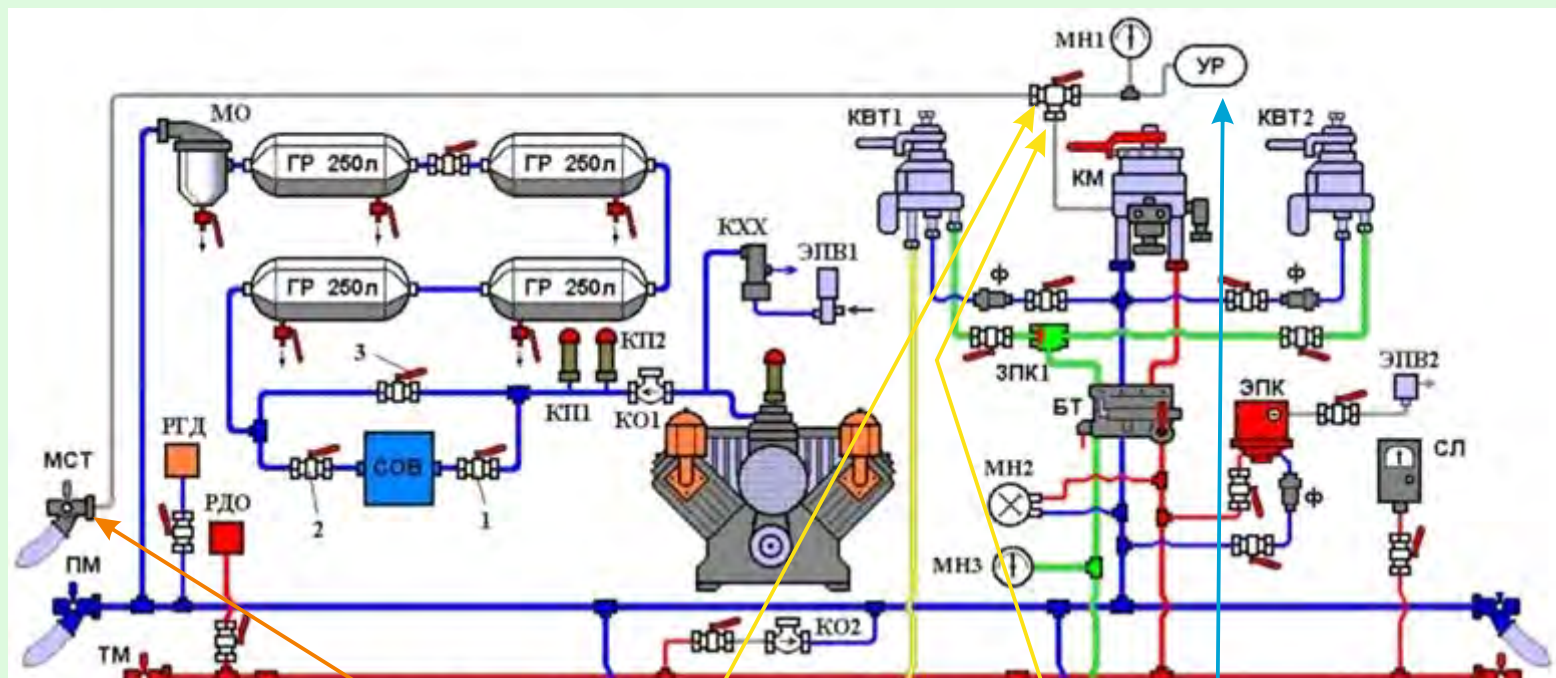 МН1
УР
МО
КВТ1
КВТ2
ГР 250л
ГР 250л
КМ
КХХ
ЭПВ1
ГР 250л
ГР 250л
Ф
Ф
3
КП2
ЗПК1
ЭПВ2
КП1
КО1
БТ
ЭПК
РГД
МСТ
СОВ
СЛ
МН2
Ф
РДО
2
1
ПМ
МН3
КО2
ТМ